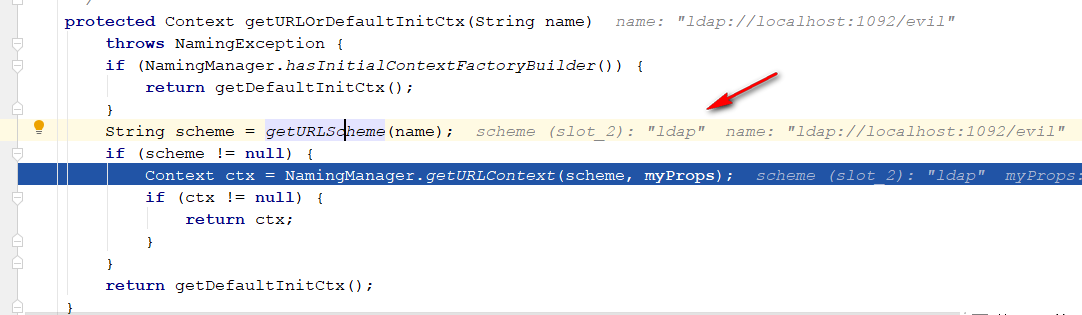 protected Context getURLOrDefaultInitCtx(String name)   name: "ldap://localhost:1092/evil"
throws NamingException {
if (NamingManager.hasInitialContextFactoryBuilder()) {
return getDefaultInitCtx();
}
String scheme = getURLScheme(name);   scheme (slot_2): "ldap"   name: "ldap://localhost:1092/evil"
if (scheme != null) {
Context ctx = NamingManager.getURLContext(scheme, myProps);   scheme (slot_2): "ldap"   myProps:
if (ctx != null) {
return ctx;
}
}
return getDefaultInitCtx();
}